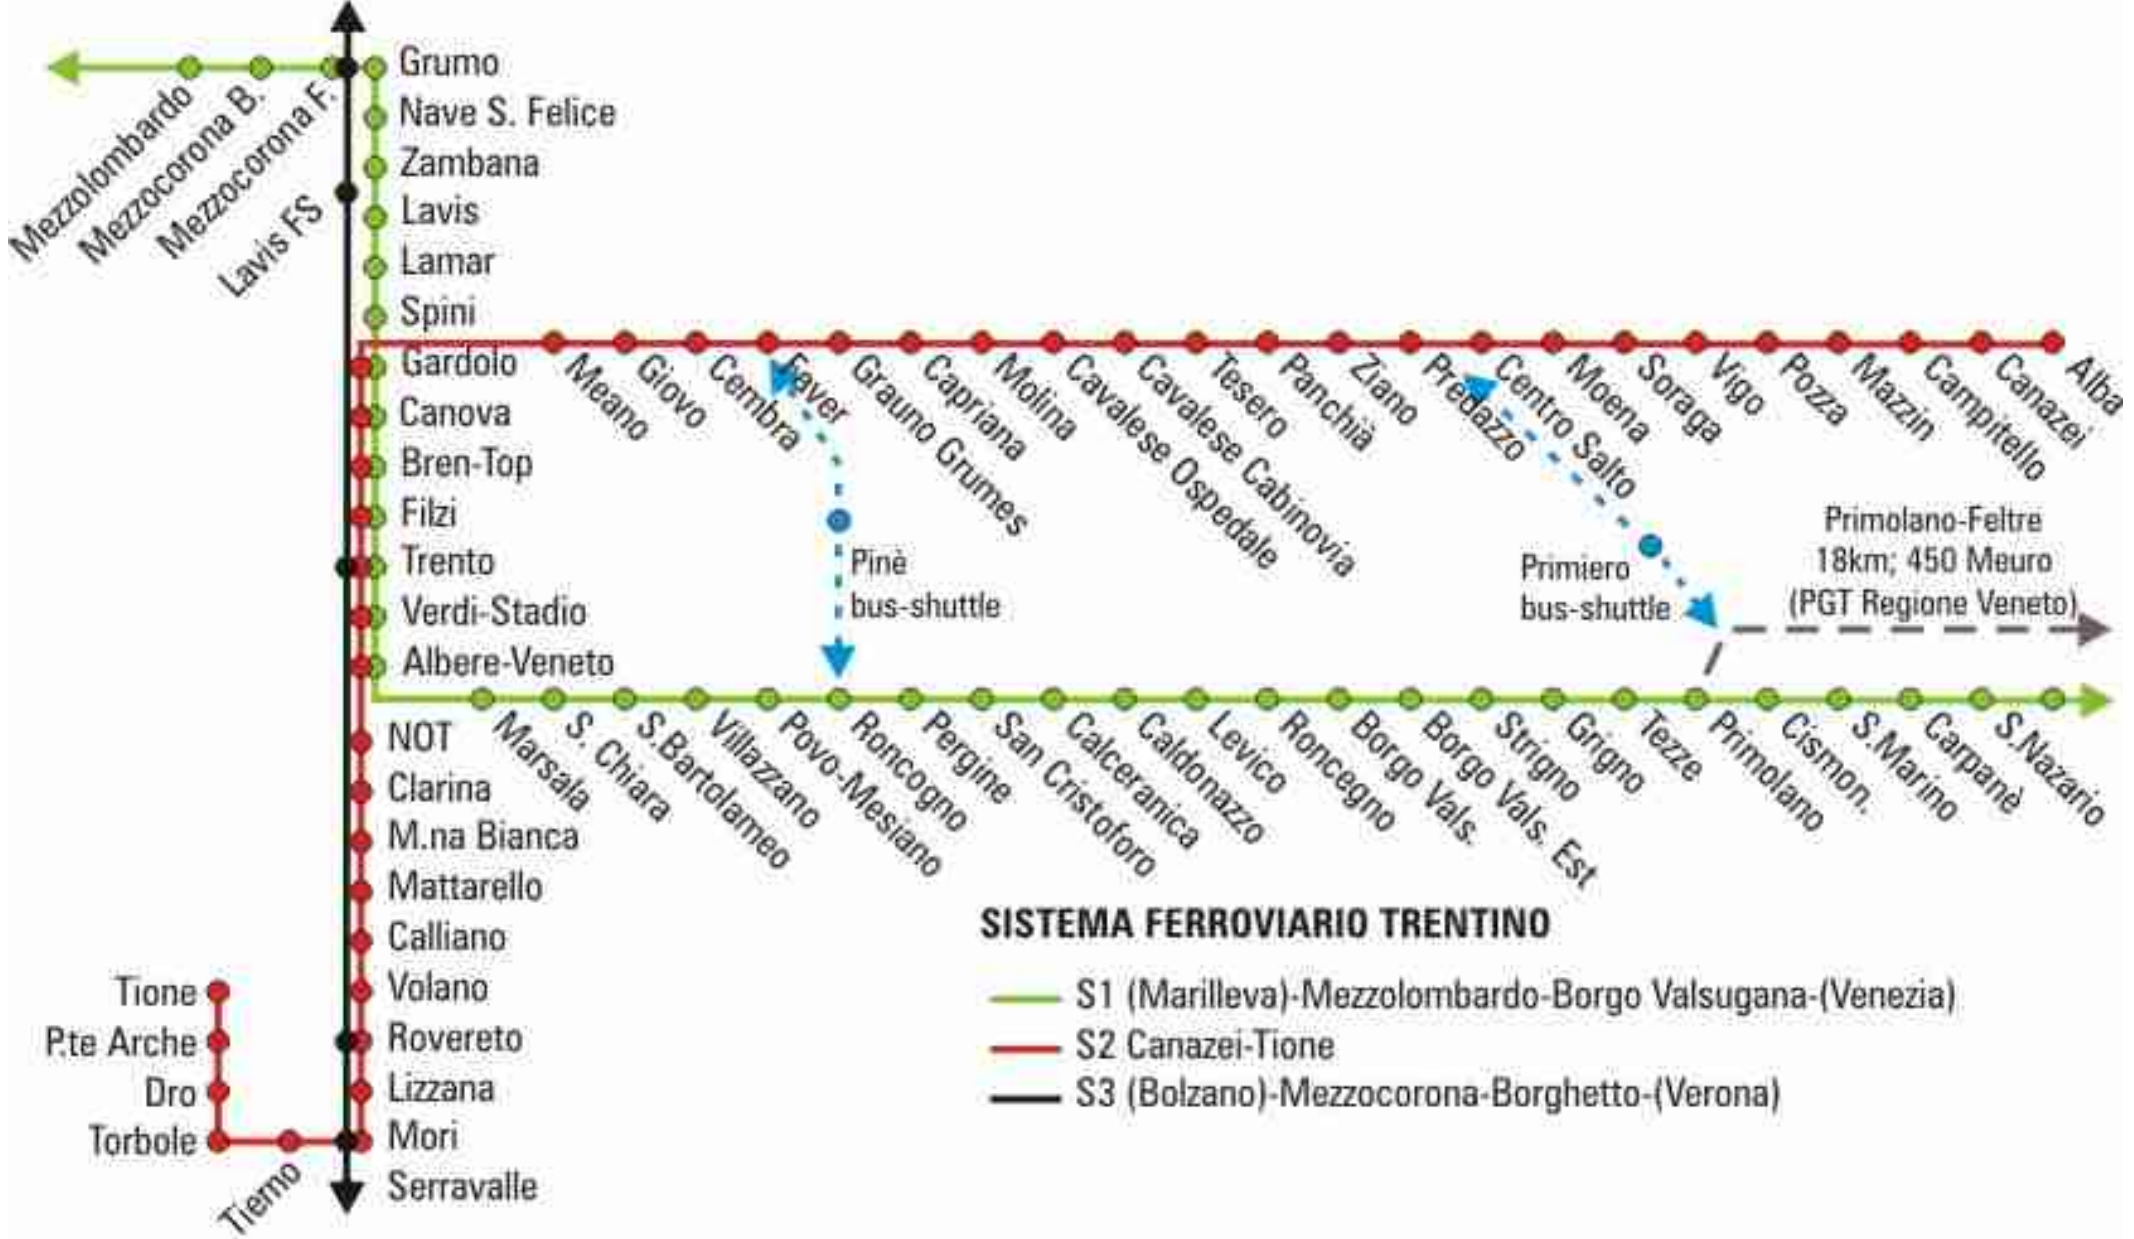 Grumo
Nave S. Felice
Zambana
Lavis
Lamar
Spini
Mezzolombardo
Mezzocorona B.
Mezzocorona F.
Lavis FS
Gardolo
Canova
Bren-Top
Filzi
Trento
Verdi-Stadio
Albere-Veneto
Meano
Giovo
Cembra
Faver
Grauno Grumes
Capriana
Molina
Cavalese Ospedale
Cavalese Cabinovia
Tesero
Panchià
Ziano
Predazzo
Centro Salto
Moena
Soraga
Vigo
Pozza
Mazzin
Campitello
Canazei
Alba
Pinè
bus-shuttle
Primiero
bus-shuttle
Primolano-Feltre
18km; 450 Meuro
(PGT Regione Veneto)
Marsala
S. Chiara
S.Bartolameo
Villazzano
Povo-Mesiano
Roncogno
Pergine
San Cristoforo
Calceranica
Caldonazzo
Levico
Roncegno
Borgo Vals.
Borgo Vals. Est
Strigno
Grigno
Tezze
Primolano
Cismon.
S.Marino
Carpanè
S.Nazario
NOT
Clarina
M.na Bianca
Mattarello
Calliano
Volano
Rovereto
Lizzana
Mori
Serravalle
Tione
P.te Arche
Dro
Torbole
Tierno
SISTEMA FERROVIARIO TRENTINO
S1 (Marilleva)-Mezzolombardo-Borgo Valsugana-(Venezia)
S2 Canazei-Tione
S3 (Bolzano)-Mezzocorona-Borghetto-(Verona)